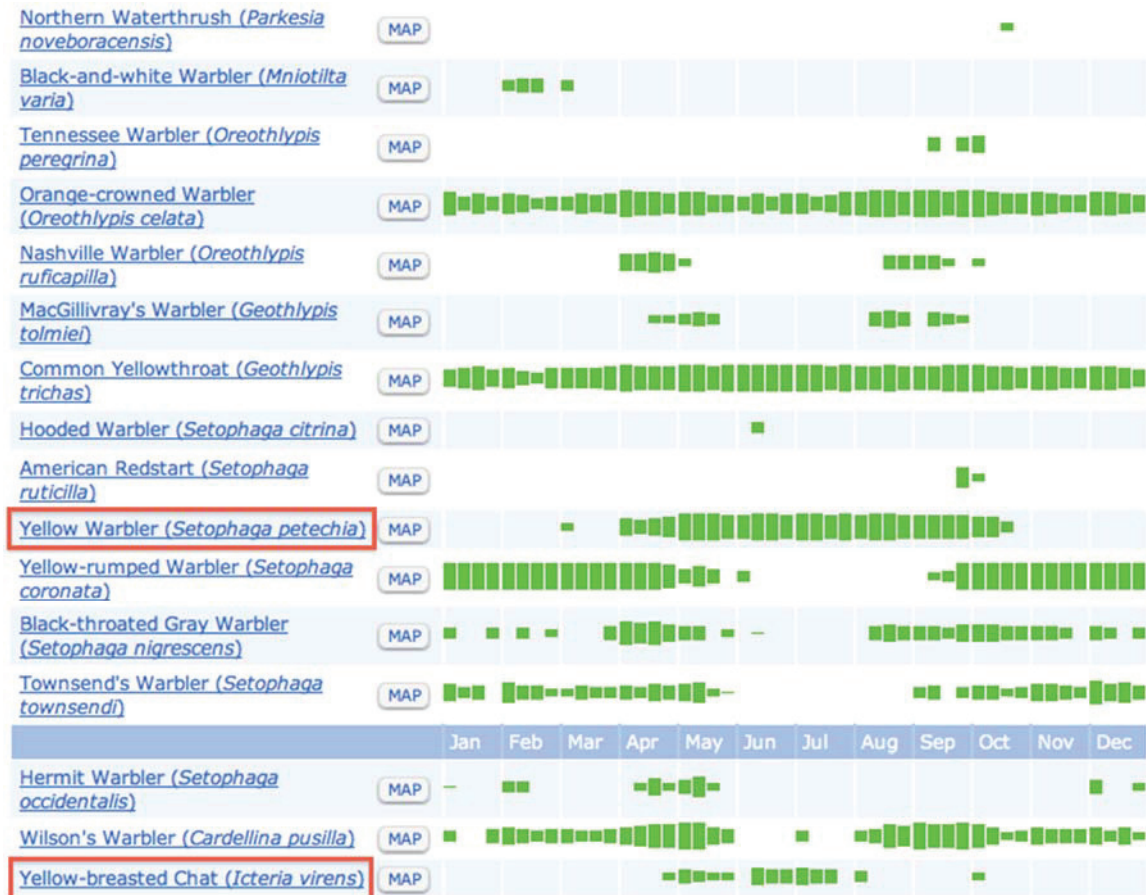 Northern Waterthrush (Parkesia
noveboracensis)
MAP
Black-and-white Warbler (Mniotilta
varia)
MAP
Tennessee Warbler (Oreothlypis
peregrina)
MAP
Orange-crowned Warbler
(Oreothlypis celata)
MAP
Nashville Warbler (Oreothlypis
ruficapilla)
MAP
MacGillivray's Warbler (Geothlypis
tolmiei)
MAP
Common Yellowthroat (Geothlypis
trichas)
MAP
Hooded Warbler (Setophaga citrina) MAP
American Redstart (Setophaga
ruticilla)
MAP
Yellow Warbler (Setophaga petechia) MAP
Yellow-rumped Warbler (Setophaga
coronata)
MAP
Black-throated Gray Warbler
(Setophaga nigrescens)
MAP
Townsend's Warbler (Setophaga
townsendi)
MAP
Jan Feb Mar Apr May Jun Jul Aug Sep Oct Nov Dec
Hermit Warbler (Setophaga
occidentalis)
MAP
Wilson's Warbler (Cardellina pusilla) MAP
Yellow-breasted Chat (Icteria virens) MAP